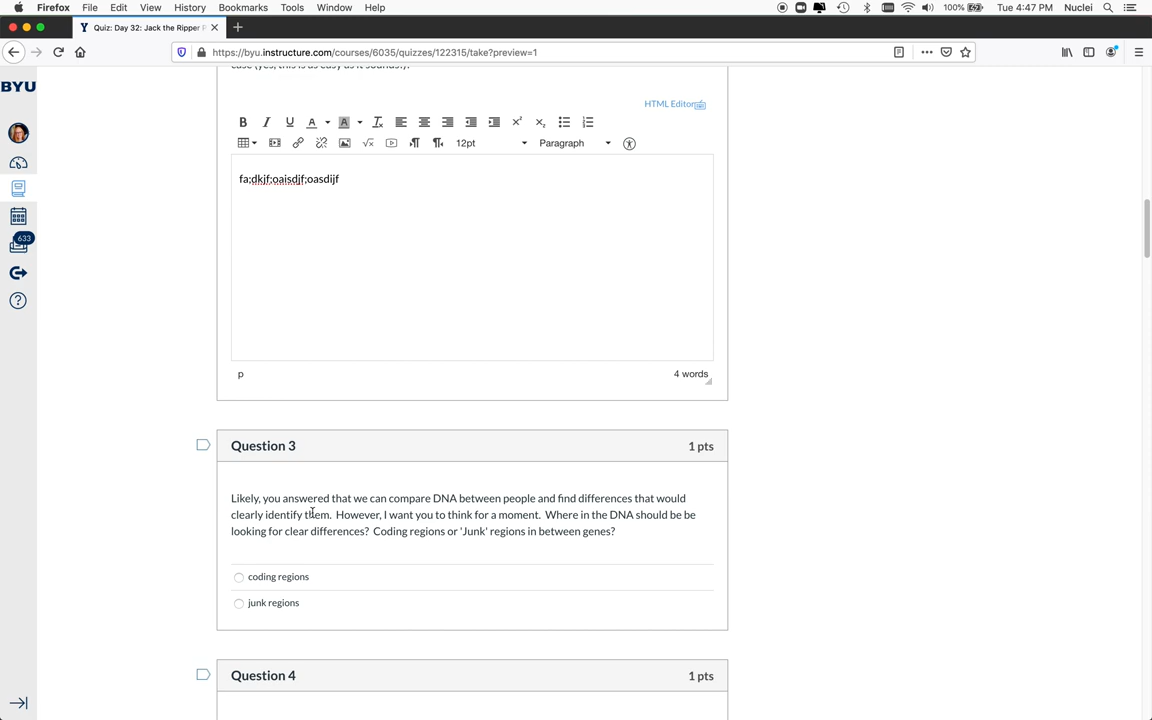 Firefox File Edit View History Bookmarks Tools Window Help 100% Tue 4:47 PM Nuclei
Quiz: Day 32: Jack the Ripper
https://byu.instructure.com/courses/6035/quizzes/122315/take?preview=1
BYU
HTML Editor
B I U A A
12pt Paragraph
fa;dkjf;oaisdjf;oasdijf
633
p 4 words
Question 3 1 pts
Likely, you answered that we can compare DNA between people and find differences that would
clearly identify them. However, I want you to think for a moment. Where in the DNA should be be
looking for clear differences? Coding regions or 'Junk' regions in between genes?
coding regions
junk regions
Question 4 1 pts